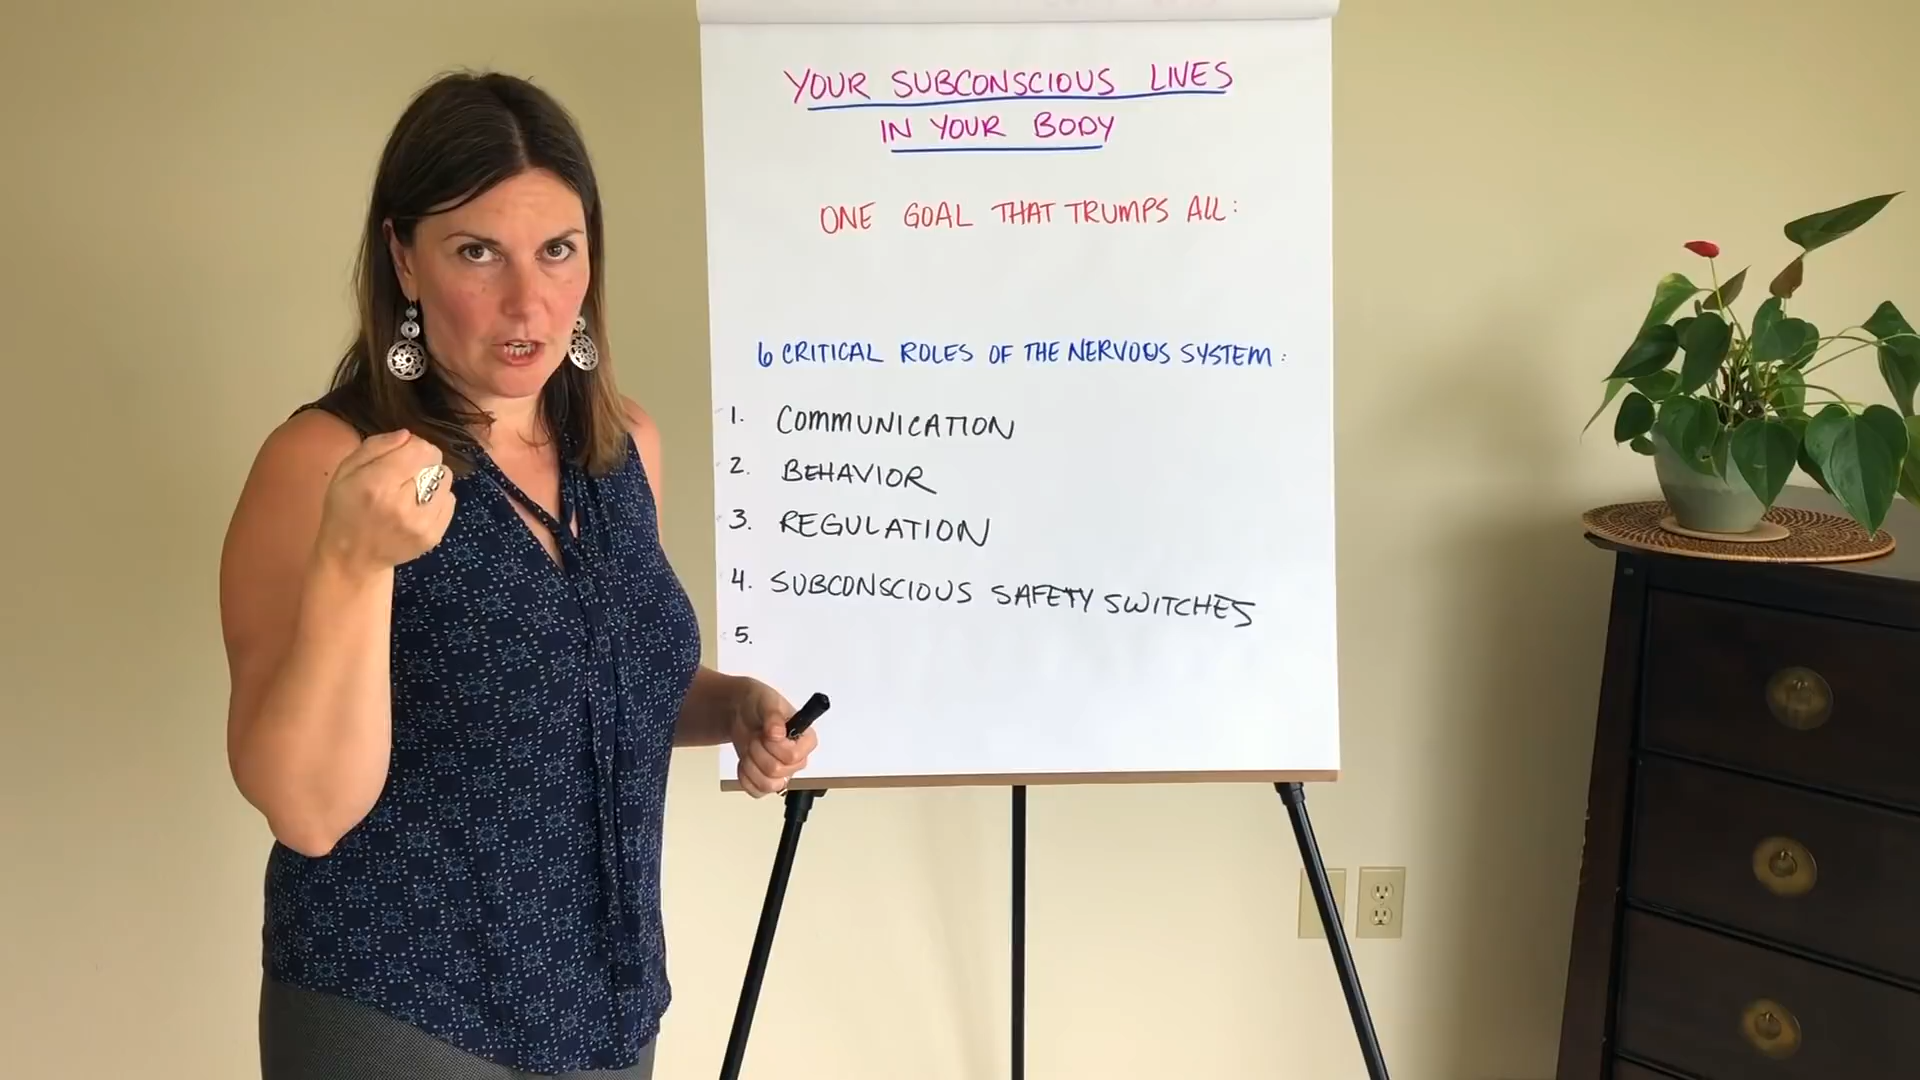 YOUR SUBCONSCIOUS LIVES
IN YOUR BODY
ONE GOAL THAT TRUMPS ALL:
6 CRITICAL ROLES OF THE NERVOUS SYSTEM:
1. COMMUNICATION
2. BEHAVIOR
3. REGULATION
4. SUBCONSCIOUS SAFETY SWITCHES
5.